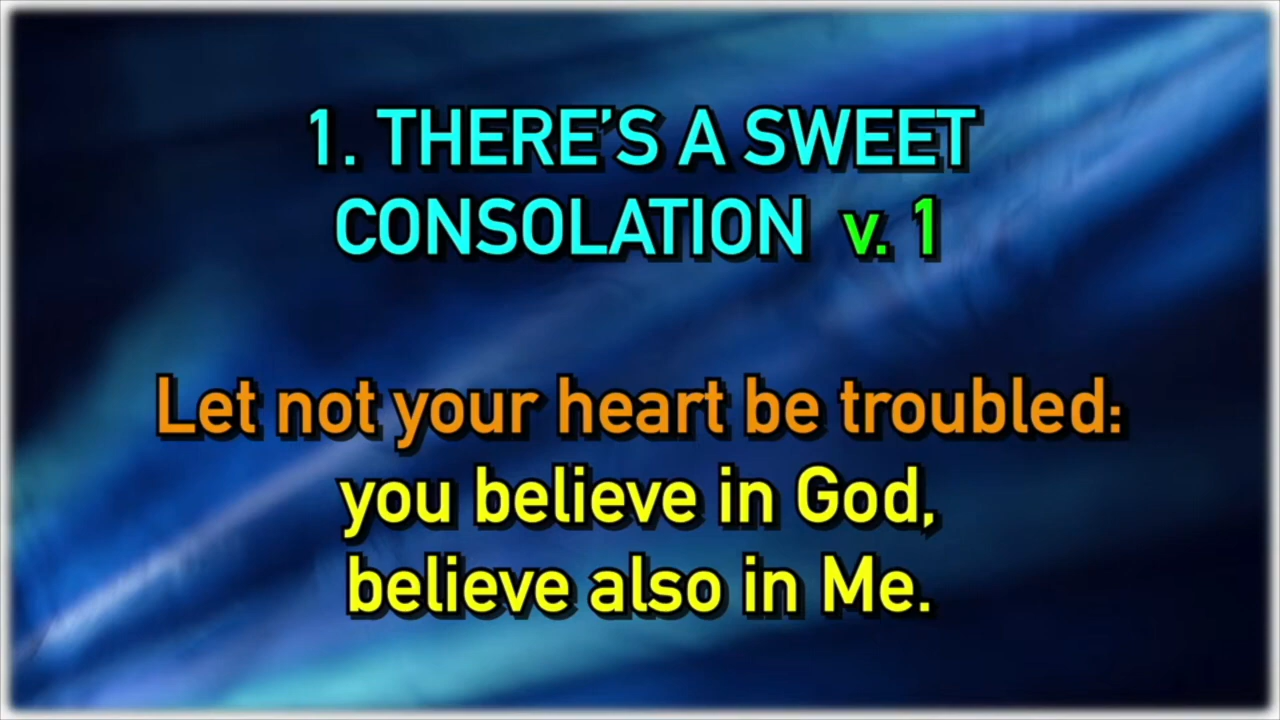 1. THERE’S A SWEET
CONSOLATION v. 1
Let not your heart be troubled:
you believe in God,
believe also in Me.